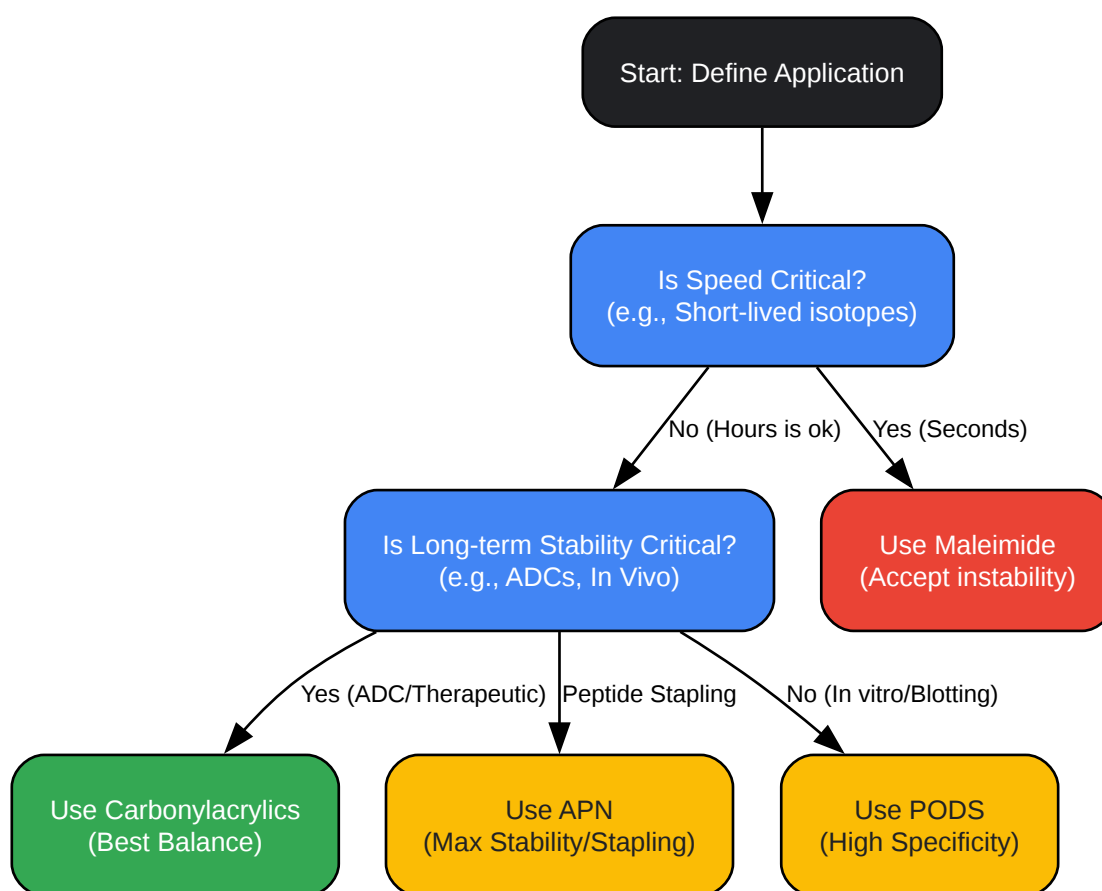 Start: Define Application
Is Speed Critical?
(e.g., Short-lived isotopes)
No (Hours is ok)
Yes (Seconds)
Is Long-term Stability Critical?
(e.g., ADCs, In Vivo)
Use Maleimide
(Accept instability)
Yes (ADC/Therapeutic)
Peptide Stapling
No (In vitro/Blotting)
Use Carbonylacrylics
(Best Balance)
Use APN
(Max Stability/Stapling)
Use PODS
(High Specificity)